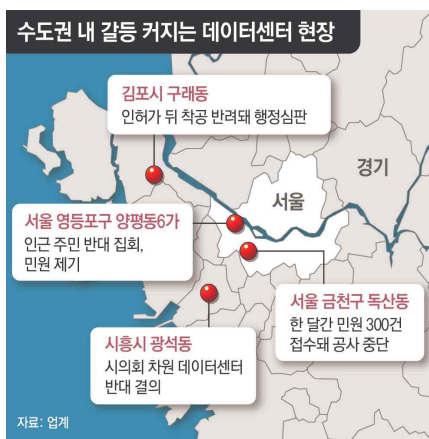 수도권 내 갈등 커지는 데이터센터 현장
김포시 구래동
인허가 뒤 착공 반려돼 행정심판
경기
서울
서울 영등포구 양평동6가
인근 주민 반대 집회,
민원 제기
서울 금천구 독산동
한 달간 민원 300건
접수돼 공사 중단
시흥시 광석동
시의회 차원 데이터센터
반대 결의
자료: 업계